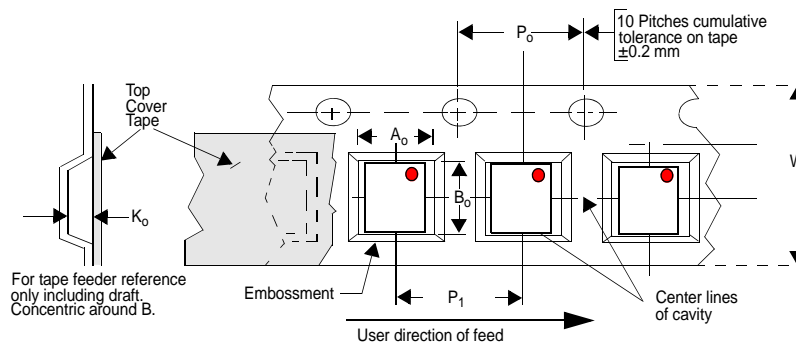 10 Pitches cumulative
tolerance on tape
±0.2 mm
Po
Top
Cover
Tape
Ao
W
Bo
Ko
For tape feeder reference
only including draft.
Concentric around B.
Embossment
P1
Center lines
of cavity
User direction of feed